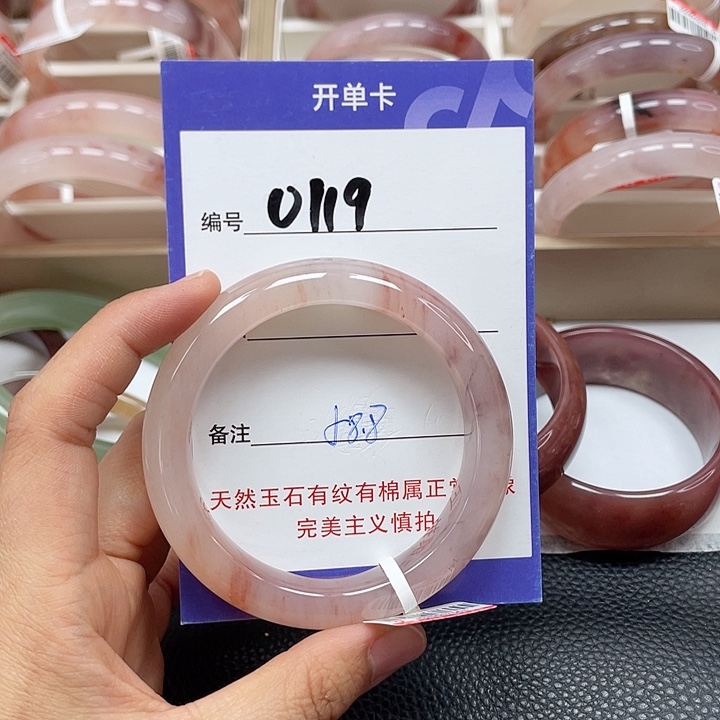 开单卡
编号 0119
备注 58.8
天然玉石有纹有棉属正常
完美主义慎拍